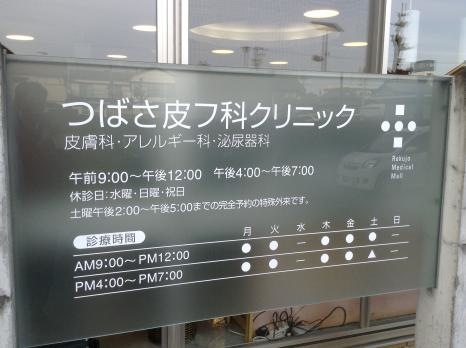 つばさ皮フ科クリニック
皮膚科・アレルギー科・泌尿器科
午前9:00～午後12:00 午後4:00～午後7:00
休診日:水曜・日曜・祝日
土曜午後2:00～午後5:00までの完全予約の特殊外来です。
診療時間 月 火 水 木 金 土 日
AM9:00～PM12:00 ● ● — ● ● ● —
PM4:00～PM7:00 ● ● — ● ● ▲ —
Rokujo
Medical
Mall